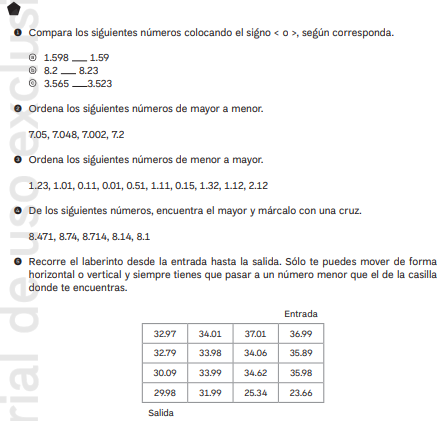 1 Compara los siguientes números colocando el signo < o >, según corresponda.
a 1.598 ___ 1.59
b 8.2 ___ 8.23
c 3.565 ___3.523
2 Ordena los siguientes números de mayor a menor.
7.05, 7.048, 7.002, 7.2
3 Ordena los siguientes números de menor a mayor.
1.23, 1.01, 0.11, 0.01, 0.51, 1.11, 0.15, 1.32, 1.12, 2.12
4 De los siguientes números, encuentra el mayor y márcalo con una cruz.
8.471, 8.74, 8.714, 8.14, 8.1
5 Recorre el laberinto desde la entrada hasta la salida. Sólo te puedes mover de forma
horizontal o vertical y siempre tienes que pasar a un número menor que el de la casilla
donde te encuentras.
Entrada
32.97 34.01 37.01 36.99
32.79 33.98 34.06 35.89
30.09 33.99 34.62 35.98
29.98 31.99 25.34 23.66
Salida
rial de uso exclus